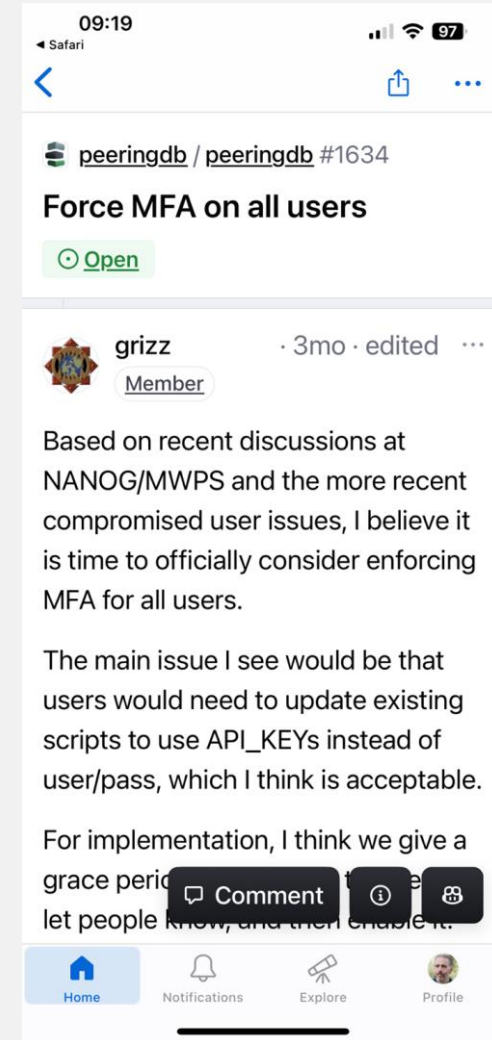 09:19
◄ Safari
97
peeringdb / peeringdb #1634
Force MFA on all users
Open
grizz · 3mo · edited ...
Member
Based on recent discussions at
NANOG/MWPS and the more recent
compromised user issues, I believe it
is time to officially consider enforcing
MFA for all users.
The main issue I see would be that
users would need to update existing
scripts to use API_KEYs instead of
user/pass, which I think is acceptable.
For implementation, I think we give a
grace
Comment
let people know, and then enable it.
Home
Notifications
Explore
Profile